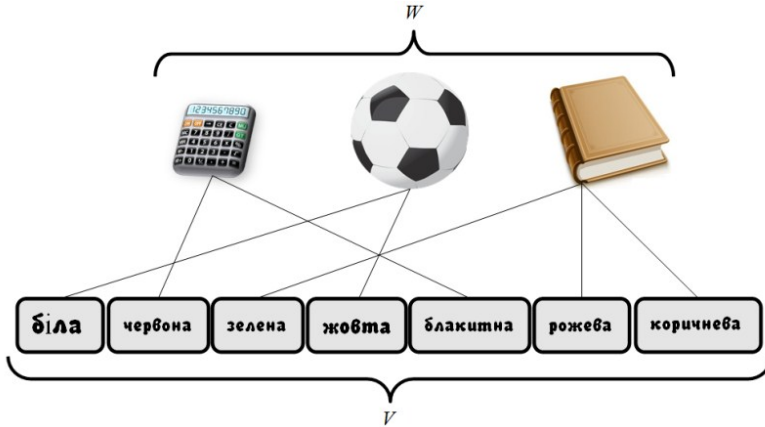 W
1234567890
біла
червона
зелена
жовта
блакитна
рожева
коричнева
V